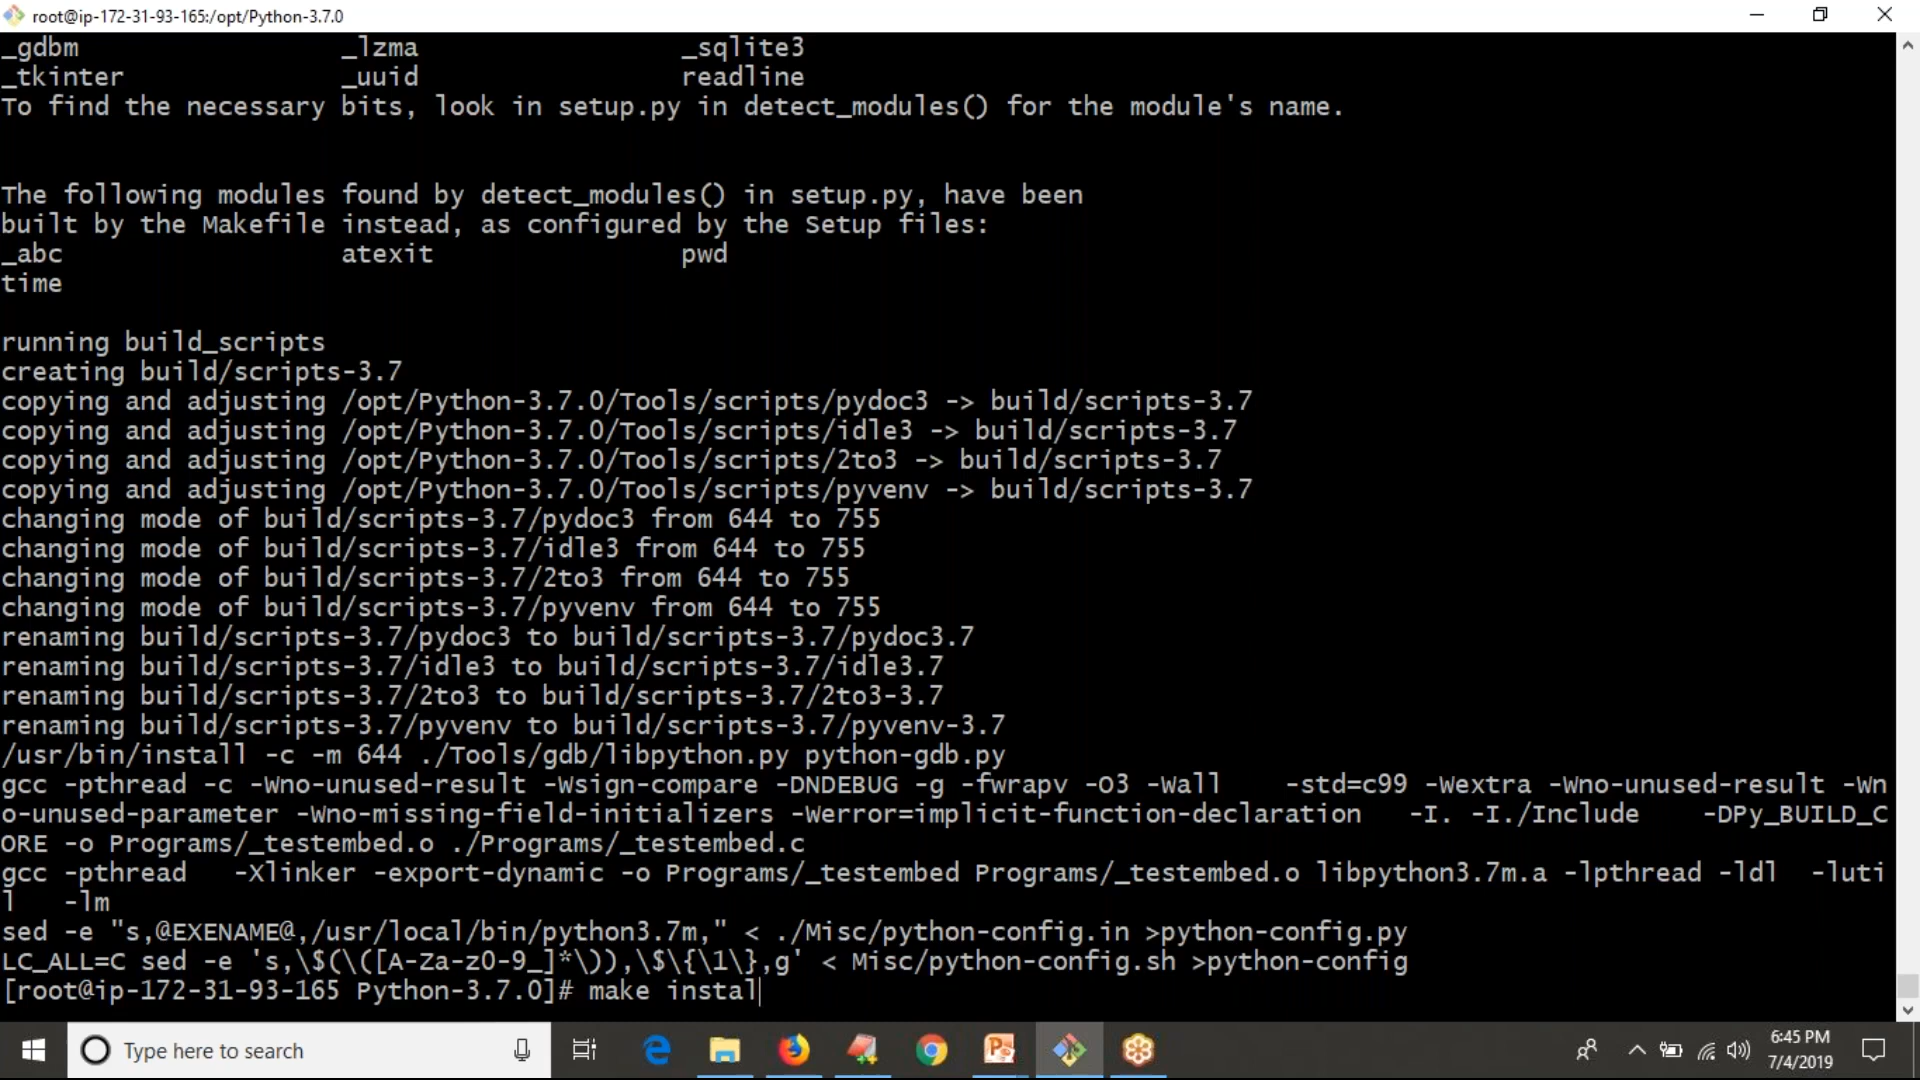 root@ip-172-31-93-165:/opt/Python-3.7.0
_gdbm _lzma _sqlite3
_tkinter _uuid readline
To find the necessary bits, look in setup.py in detect_modules() for the module's name.
The following modules found by detect_modules() in setup.py, have been
built by the Makefile instead, as configured by the Setup files:
_abc atexit pwd
time
running build_scripts
creating build/scripts-3.7
copying and adjusting /opt/Python-3.7.0/Tools/scripts/pydoc3 -> build/scripts-3.7
copying and adjusting /opt/Python-3.7.0/Tools/scripts/idle3 -> build/scripts-3.7
copying and adjusting /opt/Python-3.7.0/Tools/scripts/2to3 -> build/scripts-3.7
copying and adjusting /opt/Python-3.7.0/Tools/scripts/pyvenv -> build/scripts-3.7
changing mode of build/scripts-3.7/pydoc3 from 644 to 755
changing mode of build/scripts-3.7/idle3 from 644 to 755
changing mode of build/scripts-3.7/2to3 from 644 to 755
changing mode of build/scripts-3.7/pyvenv from 644 to 755
renaming build/scripts-3.7/pydoc3 to build/scripts-3.7/pydoc3.7
renaming build/scripts-3.7/idle3 to build/scripts-3.7/idle3.7
renaming build/scripts-3.7/2to3 to build/scripts-3.7/2to3-3.7
renaming build/scripts-3.7/pyvenv to build/scripts-3.7/pyvenv-3.7
/usr/bin/install -c -m 644 ./Tools/gdb/libpython.py python-gdb.py
gcc -pthread -c -Wno-unused-result -Wsign-compare -DNDEBUG -g -fwrapv -O3 -Wall    -std=c99 -Wextra -Wno-unused-result -Wn
o-unused-parameter -Wno-missing-field-initializers -Werror=implicit-function-declaration   -I. -I./Include    -DPy_BUILD_C
ORE -o Programs/_testembed.o ./Programs/_testembed.c
gcc -pthread   -Xlinker -export-dynamic -o Programs/_testembed Programs/_testembed.o libpython3.7m.a -lpthread -ldl  -luti
l   -lm
sed -e "s,@EXENAME@,/usr/local/bin/python3.7m," < ./Misc/python-config.in >python-config.py
LC_ALL=C sed -e 's,\$(\([A-Za-z0-9_]*\)),\$\{\1\},g' < Misc/python-config.sh >python-config
[root@ip-172-31-93-165 Python-3.7.0]# make instal
Type here to search
6:45 PM
7/4/2019